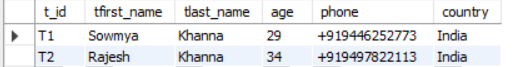 t_id tfirst_name tlast_name age phone country
T1 Sowmya Khanna 29 +919446252773 India
T2 Rajesh Khanna 34 +919497822113 India